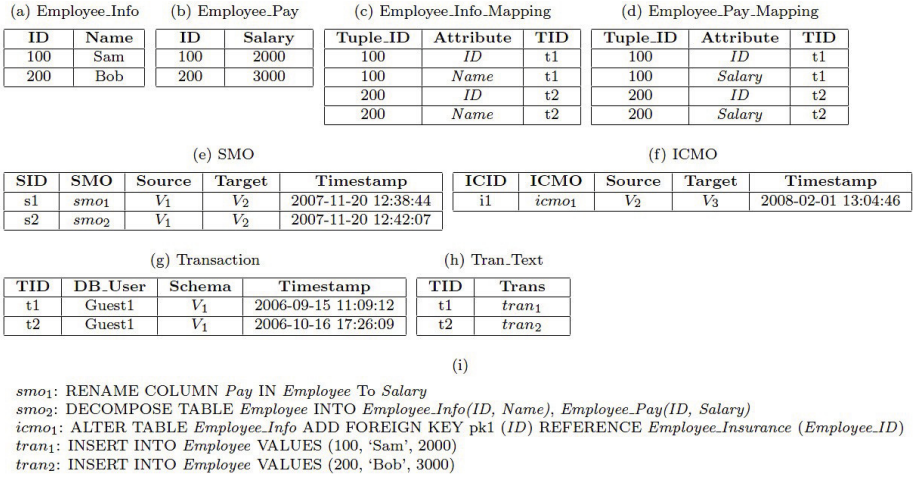 (a) Employee_Info (b) Employee_Pay (c) Employee_Info_Mapping (d) Employee_Pay_Mapping
ID Name ID Salary Tuple_ID Attribute TID Tuple_ID Attribute TID
100 Sam 100 2000 100 ID t1 100 ID t1
200 Bob 200 3000 100 Name t1 100 Salary t1
200 ID t2 200 ID t2
200 Name t2 200 Salary t2
(e) SMO (f) ICMO
SID SMO Source Target Timestamp ICID ICMO Source Target Timestamp
s1 smo1 V1 V2 2007-11-20 12:38:44 i1 icmo1 V2 V3 2008-02-01 13:04:46
s2 smo2 V1 V2 2007-11-20 12:42:07
(g) Transaction (h) Tran_Text
TID DB_User Schema Timestamp TID Trans
t1 Guest1 V1 2006-09-15 11:09:12 t1 tran1
t2 Guest1 V1 2006-10-16 17:26:09 t2 tran2
(i)
smo1: RENAME COLUMN Pay IN Employee To Salary
smo2: DECOMPOSE TABLE Employee INTO Employee_Info(ID, Name), Employee_Pay(ID, Salary)
icmo1: ALTER TABLE Employee_Info ADD FOREIGN KEY pk1 (ID) REFERENCE Employee_Insurance (Employee_ID)
tran1: INSERT INTO Employee VALUES (100, ‘Sam’, 2000)
tran2: INSERT INTO Employee VALUES (200, ‘Bob’, 3000)